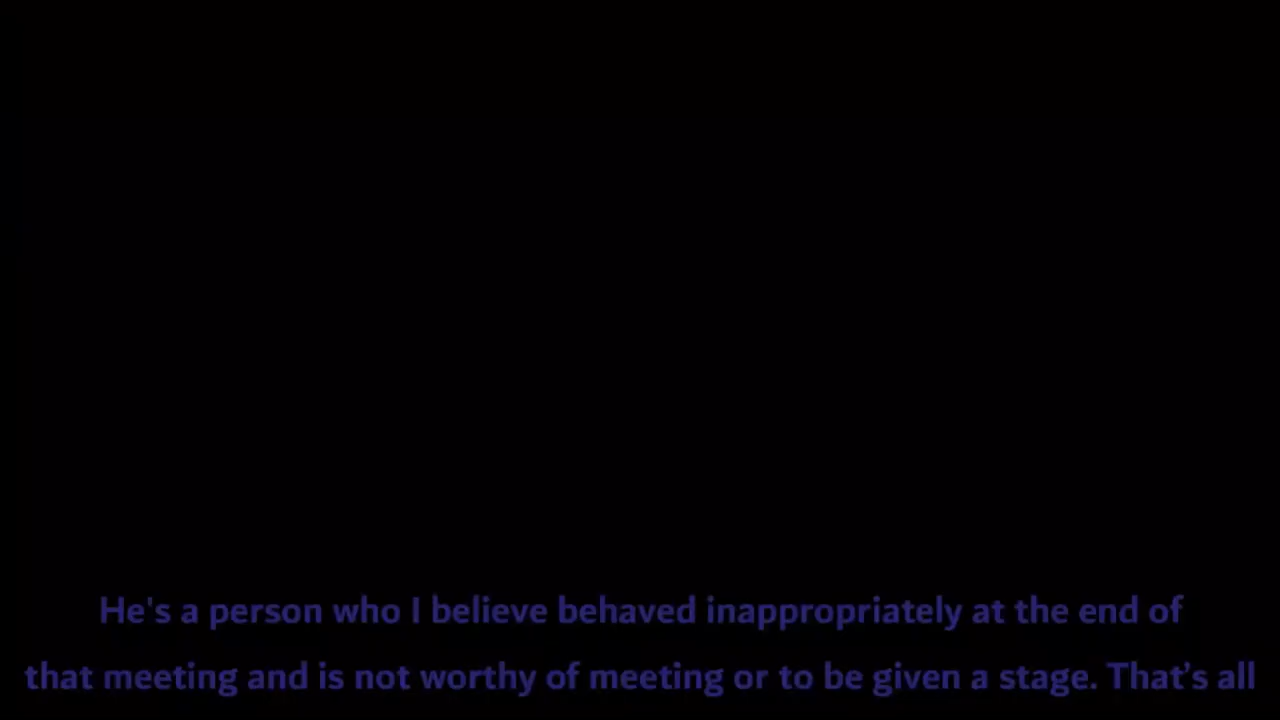 He's a person who I believe behaved inappropriately at the end of
that meeting and is not worthy of meeting or to be given a stage. That's all